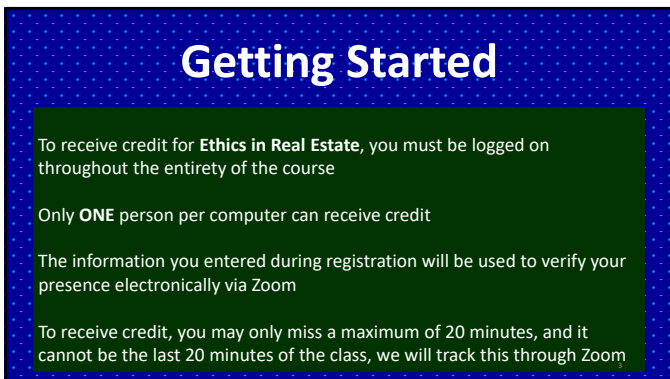 Getting Started
To receive credit for Ethics in Real Estate, you must be logged on
throughout the entirety of the course
Only ONE person per computer can receive credit
The information you entered during registration will be used to verify your
presence electronically via Zoom
To receive credit, you may only miss a maximum of 20 minutes, and it
cannot be the last 20 minutes of the class, we will track this through Zoom
3